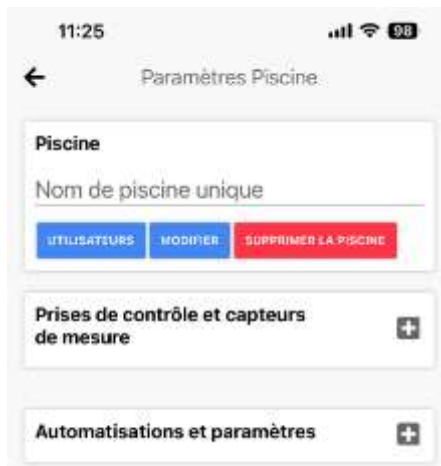 11:25
98
Paramètres Piscine
Piscine
Nom de piscine unique
UTILISATEURS MODIFIER SUPPRIMER LA PISCINE
Prises de contrôle et capteurs
de mesure
Automatisations et paramètres